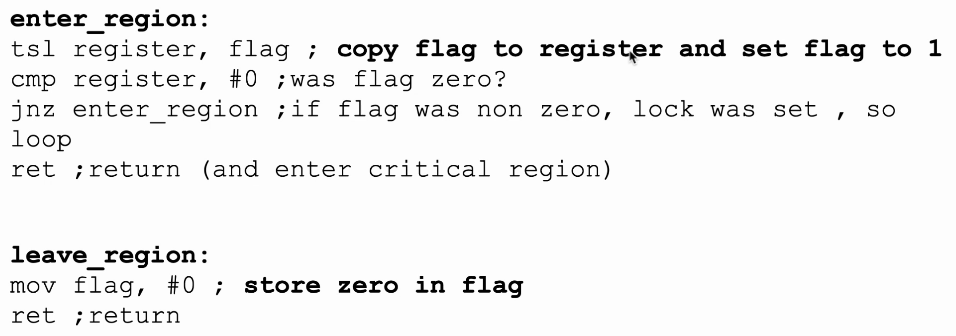 enter_region:
tsl register, flag ; copy flag to register and set flag to 1
cmp register, #0 ;was flag zero?
jnz enter_region ;if flag was non zero, lock was set , so
loop
ret ;return (and enter critical region)
leave_region:
mov flag, #0 ; store zero in flag
ret ;return